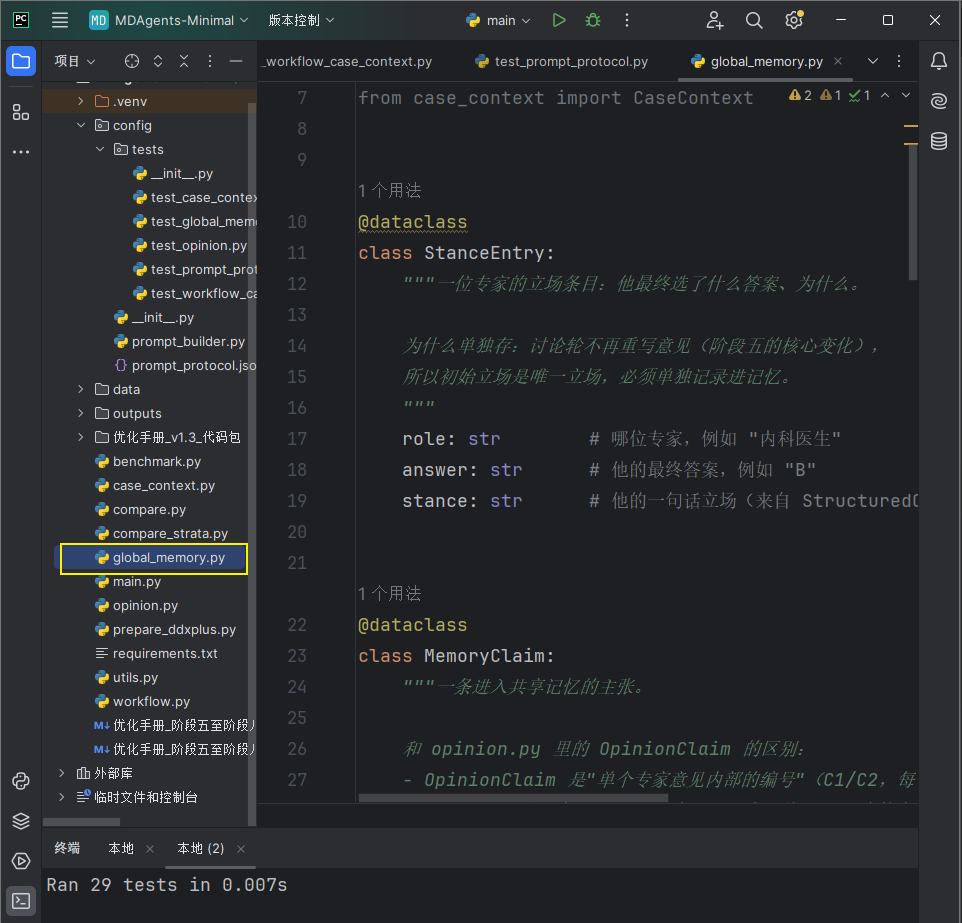 PC
MD MDAgents-Minimal
版本控制
main
项目
_workflow_case_context.py
test_prompt_protocol.py
global_memory.py
.venv
config
tests
__init__.py
test_case_contex
test_global_mem
test_opinion.py
test_prompt_prot
test_workflow_ca
__init__.py
prompt_builder.py
{} prompt_protocol.jso
data
outputs
优化手册_v1.3_代码包
benchmark.py
case_context.py
compare.py
compare_strata.py
global_memory.py
main.py
opinion.py
prepare_ddxplus.py
requirements.txt
utils.py
workflow.py
M↓ 优化手册_阶段五至阶段
M↓ 优化手册_阶段五至阶段
外部库
临时文件和控制台
7 from case_context import CaseContext
2 1 1
8
9
1 个用法
10 @dataclass
11 class StanceEntry:
12 """一位专家的立场条目：他最终选了什么答案、为什么。
13
14 为什么单独存：讨论轮不再重写意见（阶段五的核心变化），
15 所以初始立场是唯一立场，必须单独记录进记忆。
16 """
17 role: str # 哪位专家，例如 "内科医生"
18 answer: str # 他的最终答案，例如 "B"
19 stance: str # 他的一句话立场（来自 Structured
20
21
1 个用法
22 @dataclass
23 class MemoryClaim:
24 """一条进入共享记忆的主张。
25
26 和 opinion.py 里的 OpinionClaim 的区别：
27 - OpinionClaim 是"单个专家意见内部的编号"（C1/C2，每
终端
本地
本地 (2)
Ran 29 tests in 0.007s